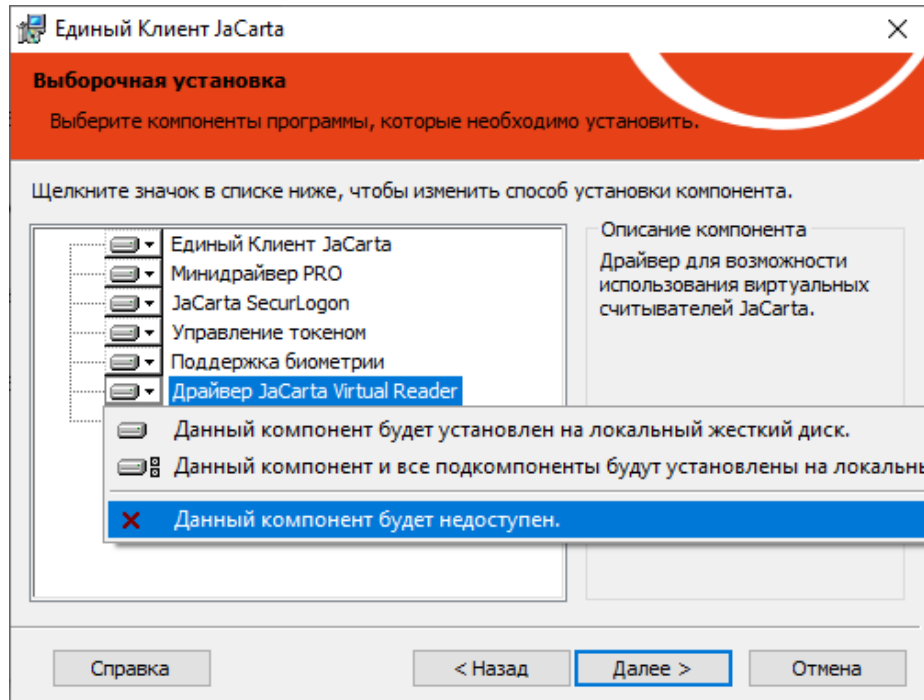 Единый Клиент JaCarta
Выборочная установка
Выберите компоненты программы, которые необходимо установить.
Щелкните значок в списке ниже, чтобы изменить способ установки компонента.
Единый Клиент JaCarta
Минидрайвер PRO
JaCarta SecurLogon
Управление токеном
Поддержка биометрии
Драйвер JaCarta Virtual Reader
Описание компонента
Драйвер для возможности
использования виртуальных
считывателей JaCarta.
Данный компонент будет установлен на локальный жесткий диск.
Данный компонент и все подкомпоненты будут установлены на
Данный компонент будет недоступен.
Справка
< Назад
Далее >
Отмена